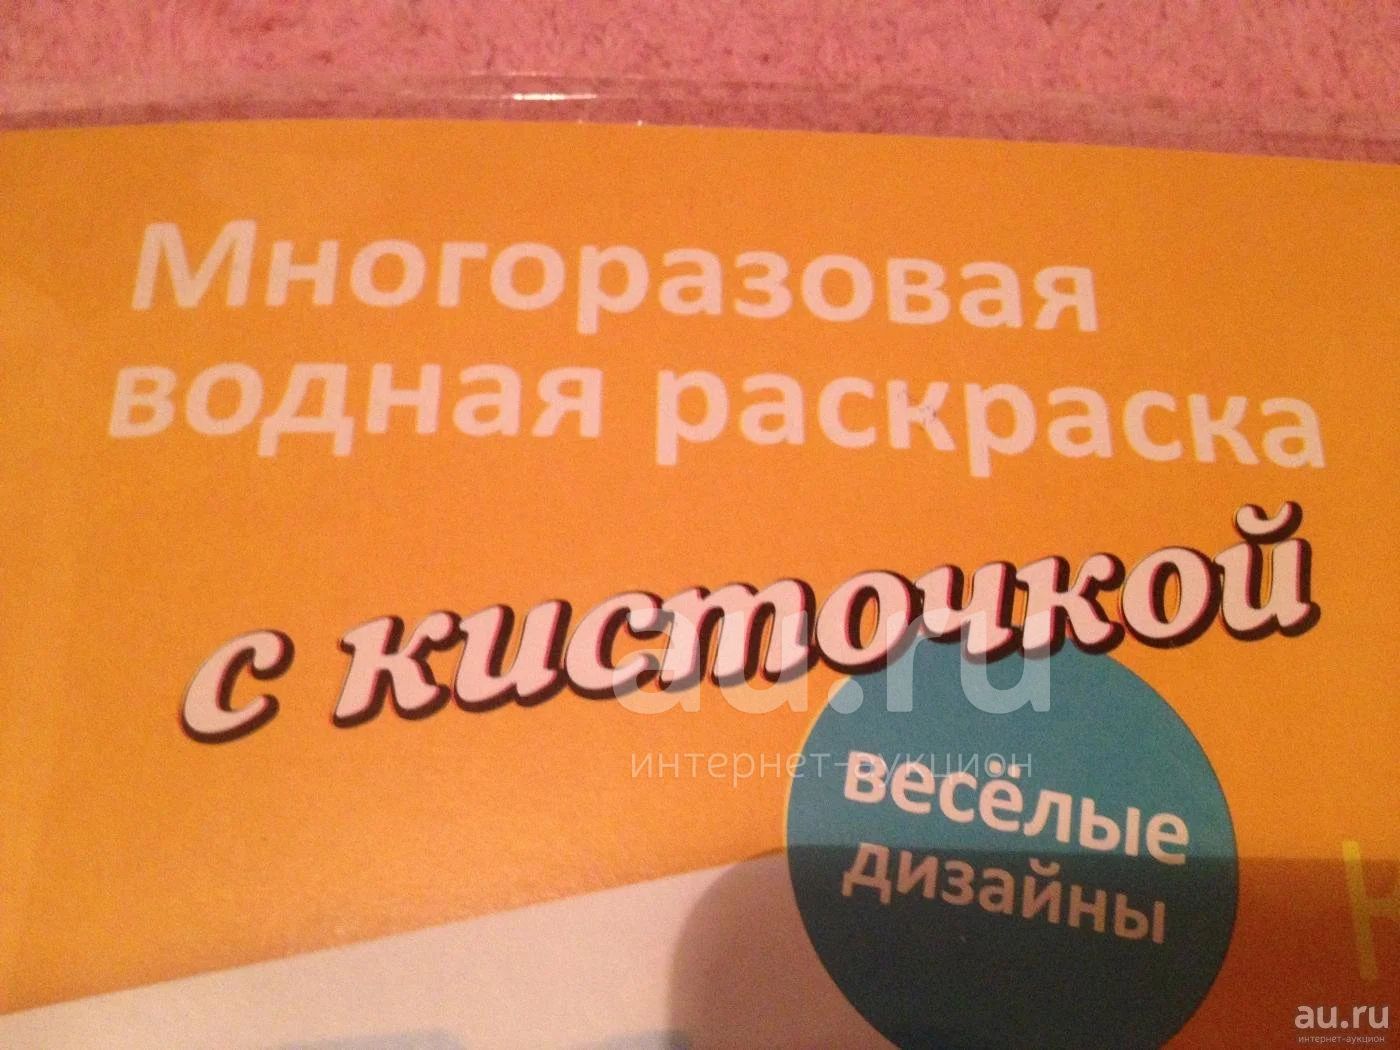 Многоразовая
водная раскраска
с кисточкой
au.ru
интернет-аукцион
весёлые
дизайны
au.ru
интернет-аукцион